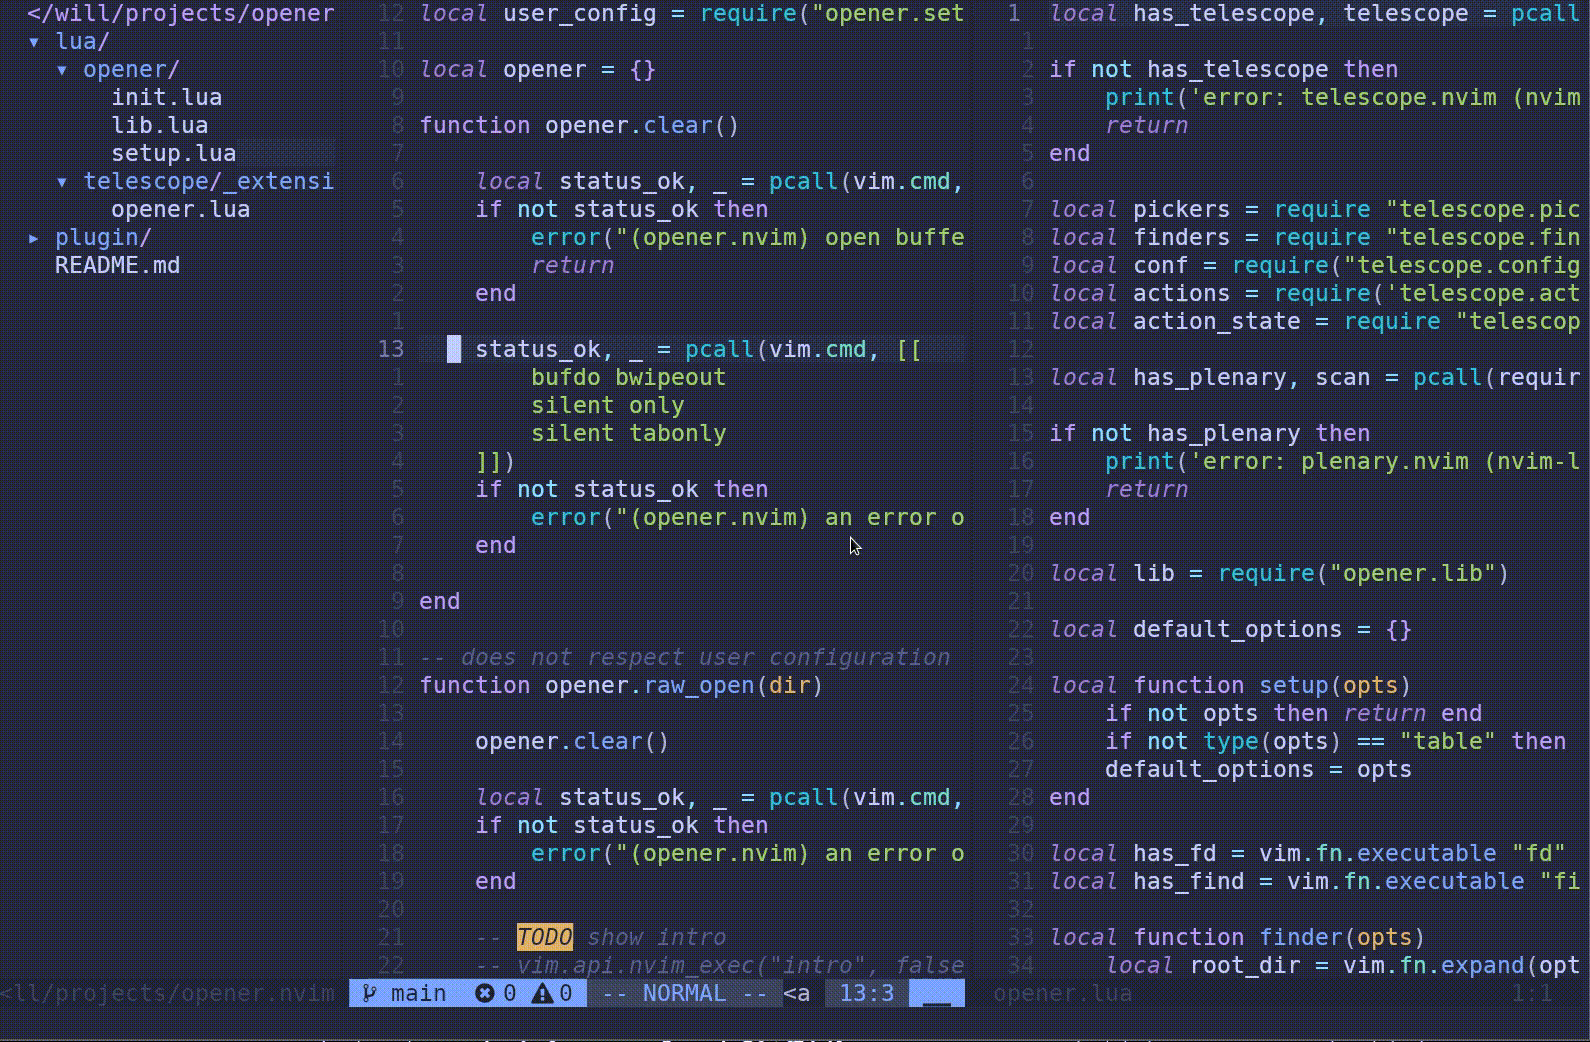 </will/projects/opener
▾ lua/
▾ opener/
init.lua
lib.lua
setup.lua
▾ telescope/_extensi
opener.lua
▸ plugin/
README.md
<ll/projects/opener.nvim
12 local user_config = require("opener.set
11
10 local opener = {}
9
8 function opener.clear()
7
6 local status_ok, _ = pcall(vim.cmd,
5 if not status_ok then
4 error("(opener.nvim) open buffe
3 return
2 end
1
13 status_ok, _ = pcall(vim.cmd, [[
1 bufdo bwipeout
2 silent only
3 silent tabonly
4 ]])
5 if not status_ok then
6 error("(opener.nvim) an error o
7 end
8
9 end
10
11 -- does not respect user configuration
12 function opener.raw_open(dir)
13
14 opener.clear()
15
16 local status_ok, _ = pcall(vim.cmd,
17 if not status_ok then
18 error("(opener.nvim) an error o
19 end
20
21 -- TODO show intro
22 -- vim.api.nvim_exec("intro", false
main 0 0 -- NORMAL -- <a 13:3 __
1 local has_telescope, telescope = pcall
1
2 if not has_telescope then
3 print('error: telescope.nvim (nvim
4 return
5 end
6
7 local pickers = require "telescope.pic
8 local finders = require "telescope.fin
9 local conf = require("telescope.config
10 local actions = require('telescope.act
11 local action_state = require "telescop
12
13 local has_plenary, scan = pcall(requir
14
15 if not has_plenary then
16 print('error: plenary.nvim (nvim-l
17 return
18 end
19
20 local lib = require("opener.lib")
21
22 local default_options = {}
23
24 local function setup(opts)
25 if not opts then return end
26 if not type(opts) == "table" then
27 default_options = opts
28 end
29
30 local has_fd = vim.fn.executable "fd"
31 local has_find = vim.fn.executable "fi
32
33 local function finder(opts)
34 local root_dir = vim.fn.expand(opt
opener.lua 1:1